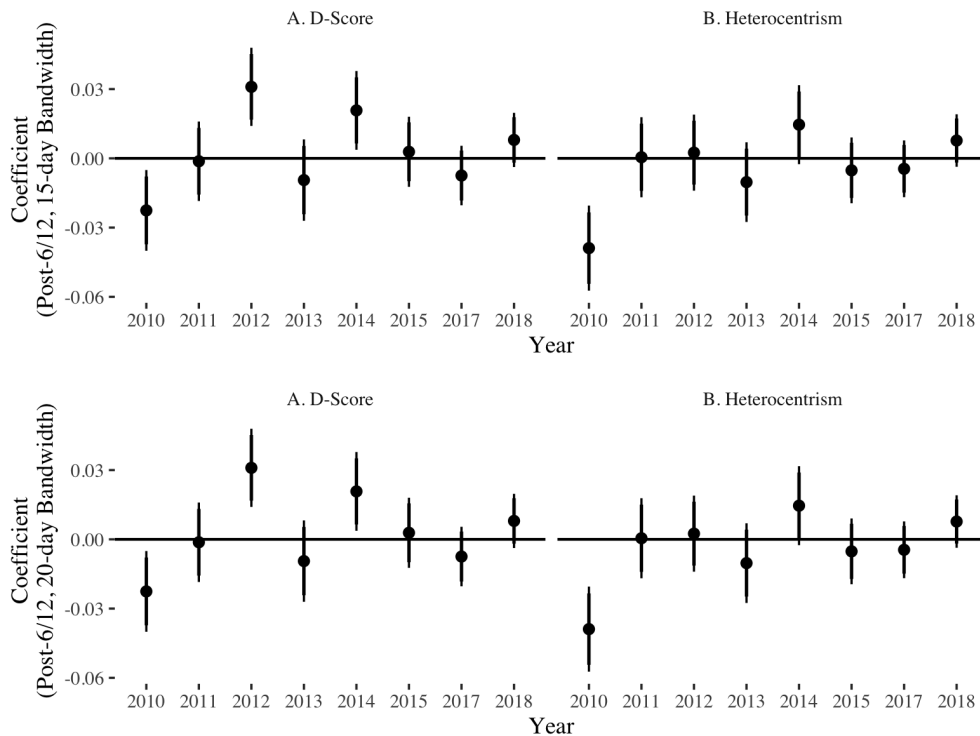 A. D-Score
B. Heterocentrism
Coefficient
(Post-6/12, 15-day Bandwidth)
0.03
0.00
-0.03
-0.06
2010 2011 2012 2013 2014 2015 2017 2018
2010 2011 2012 2013 2014 2015 2017 2018
Year
A. D-Score
B. Heterocentrism
Coefficient
(Post-6/12, 20-day Bandwidth)
0.03
0.00
-0.03
-0.06
2010 2011 2012 2013 2014 2015 2017 2018
2010 2011 2012 2013 2014 2015 2017 2018
Year